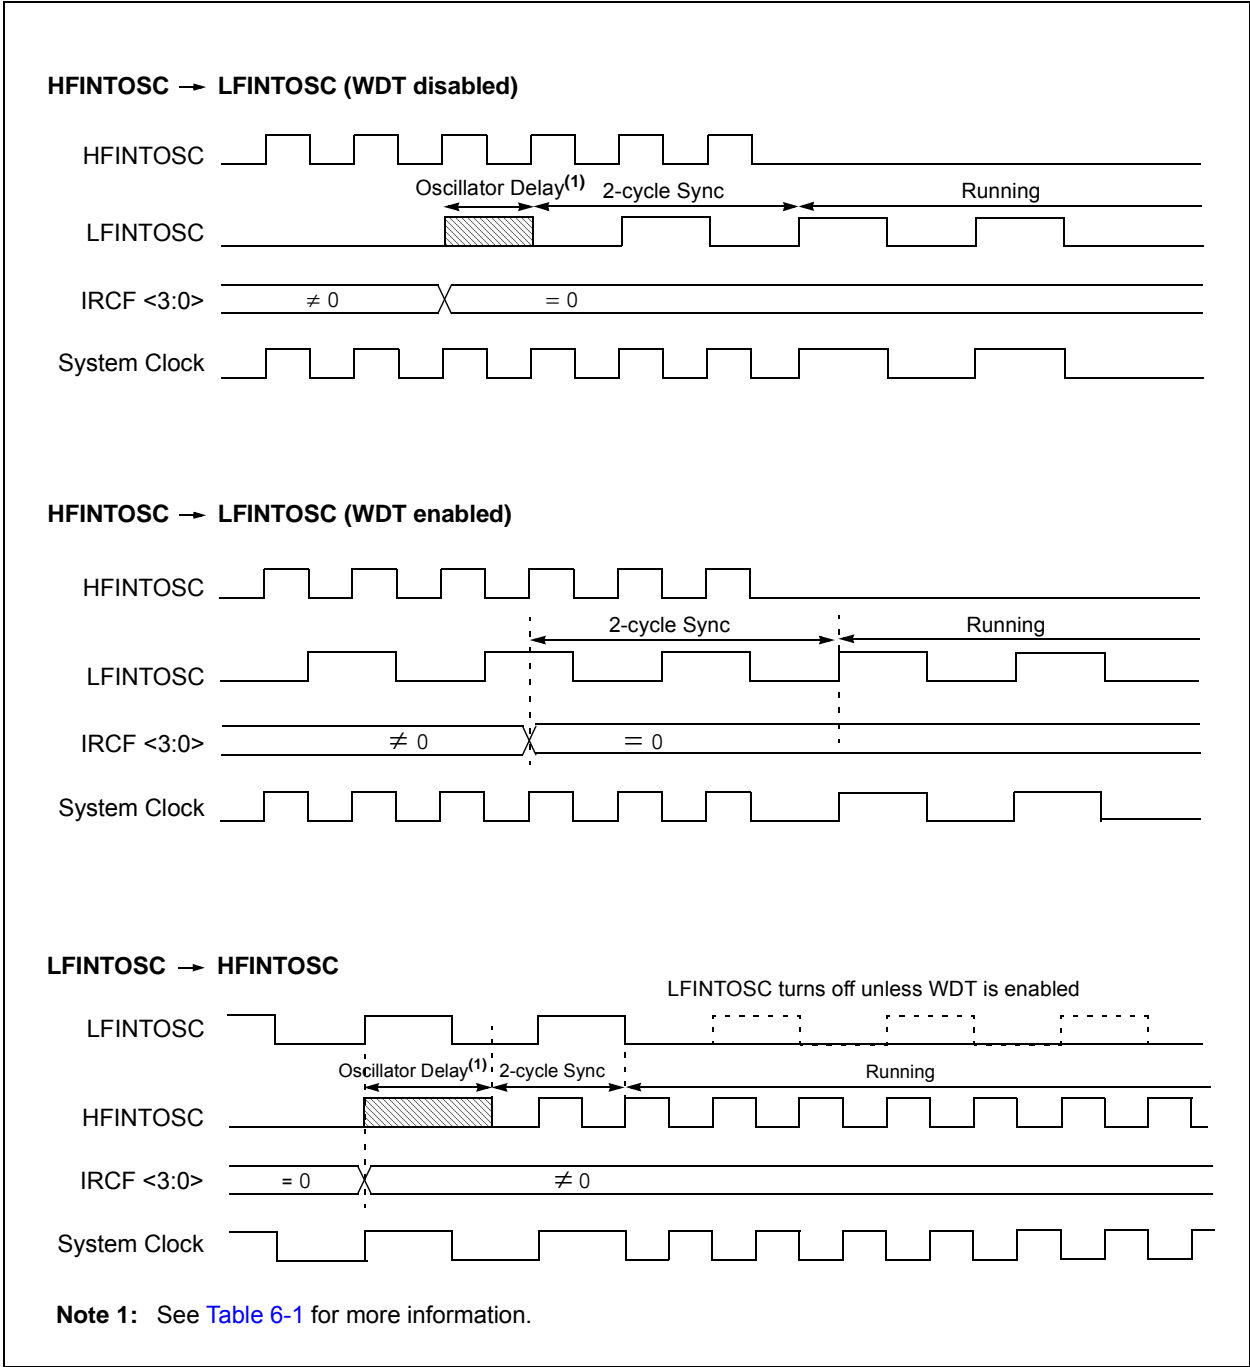 HFINTOSC → LFINTOSC (WDT disabled)
HFINTOSC
Oscillator Delay(1) 2-cycle Sync Running
LFINTOSC
IRCF <3:0> ≠ 0 = 0
System Clock
HFINTOSC → LFINTOSC (WDT enabled)
HFINTOSC
2-cycle Sync Running
LFINTOSC
IRCF <3:0> ≠ 0 = 0
System Clock
LFINTOSC → HFINTOSC
LFINTOSC turns off unless WDT is enabled
LFINTOSC
Oscillator Delay(1) 2-cycle Sync Running
HFINTOSC
IRCF <3:0> = 0 ≠ 0
System Clock
Note 1: See Table 6-1 for more information.